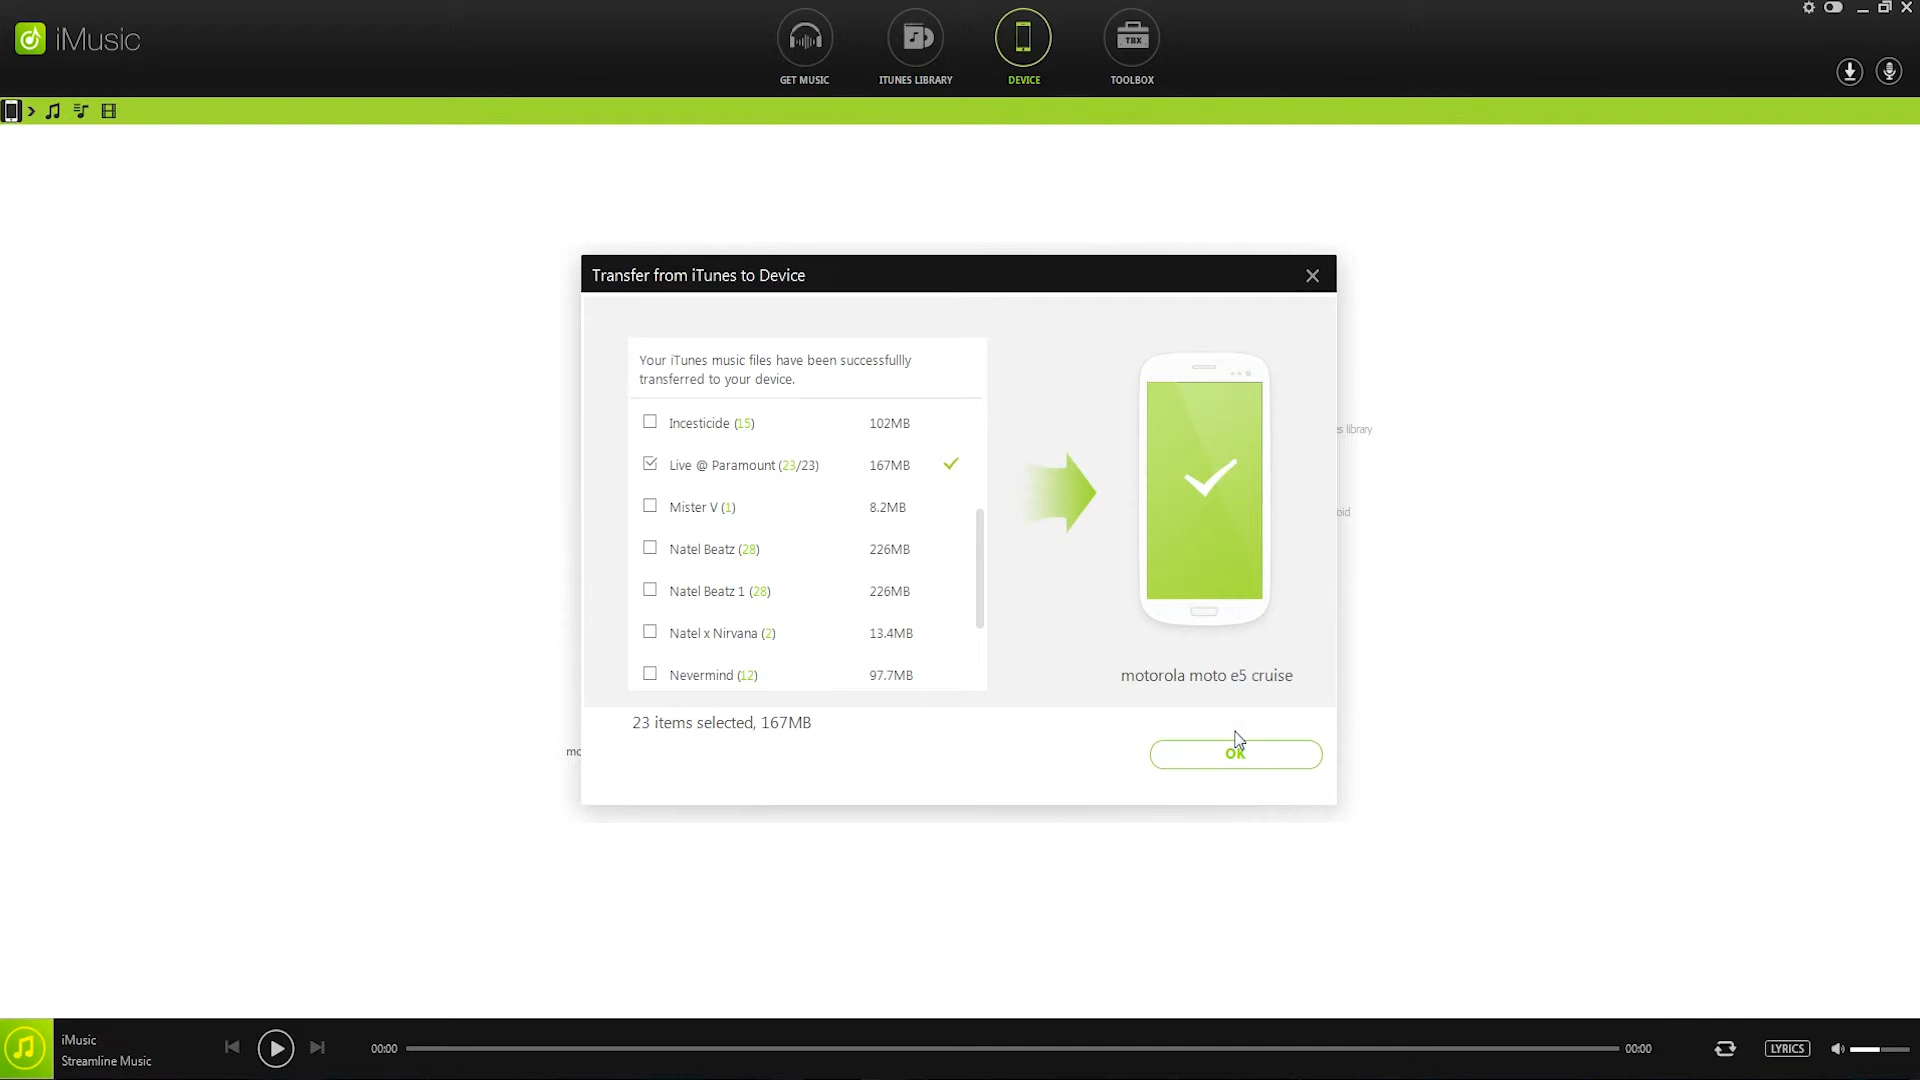 iMusic
GET MUSIC
ITUNES LIBRARY
DEVICE
TBX
TOOLBOX
Transfer from iTunes to Device
Your iTunes music files have been successfullly
transferred to your device.
Incesticide (15) 102MB
Live @ Paramount (23/23) 167MB
Mister V (1) 8.2MB
Natel Beatz (28) 226MB
Natel Beatz 1 (28) 226MB
Natel x Nirvana (2) 13.4MB
Nevermind (12) 97.7MB
motorola moto e5 cruise
23 items selected, 167MB
OK
library
iMusic
Streamline Music
00:00
00:00
LYRICS